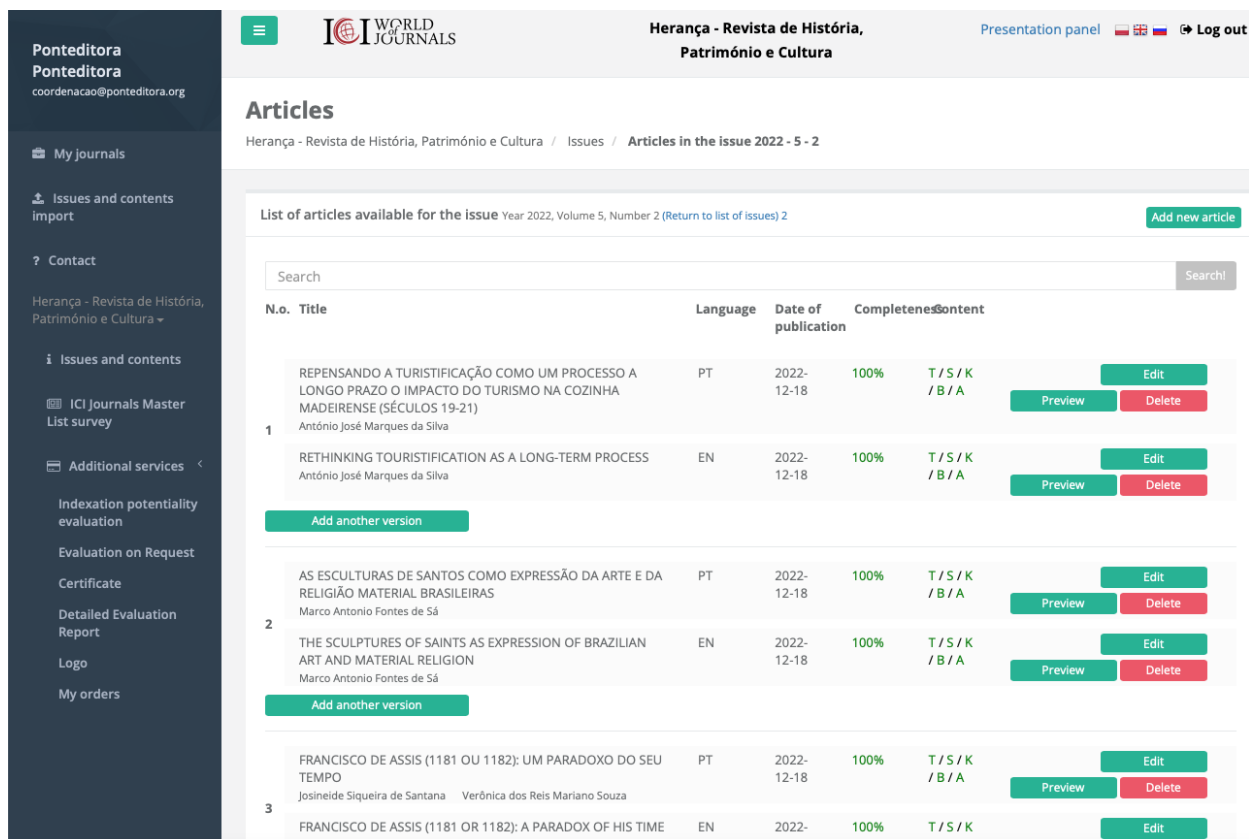 Ponteditora
Ponteditora
coordenacao@ponteditora.org
My journals
Issues and contents
import
? Contact
Herança - Revista de História,
Património e Cultura
i Issues and contents
ICI Journals Master
List survey
Additional services
Indexation potentiality
evaluation
Evaluation on Request
Certificate
Detailed Evaluation
Report
Logo
My orders
ICI WORLD
of JOURNALS
Herança - Revista de História,
Património e Cultura
Presentation panel
Log out
Articles
Herança - Revista de História, Património e Cultura / Issues / Articles in the issue 2022 - 5 - 2
List of articles available for the issue Year 2022, Volume 5, Number 2 (Return to list of issues) 2
Add new article
Search
Search!
N.o. Title Language Date of Completeness Content
publication
1
REPENSANDO A TURISTIFICAÇÃO COMO UM PROCESSO A PT 2022- 100% T / S / K Edit
LONGO PRAZO O IMPACTO DO TURISMO NA COZINHA 12-18 / B / A Preview Delete
MADEIRENSE (SÉCULOS 19-21)
António José Marques da Silva
RETHINKING TOURISTIFICATION AS A LONG-TERM PROCESS EN 2022- 100% T / S / K Edit
António José Marques da Silva 12-18 / B / A Preview Delete
Add another version
2
AS ESCULTURAS DE SANTOS COMO EXPRESSÃO DA ARTE E DA PT 2022- 100% T / S / K Edit
RELIGIÃO MATERIAL BRASILEIRAS 12-18 / B / A Preview Delete
Marco Antonio Fontes de Sá
THE SCULPTURES OF SAINTS AS EXPRESSION OF BRAZILIAN EN 2022- 100% T / S / K Edit
ART AND MATERIAL RELIGION 12-18 / B / A Preview Delete
Marco Antonio Fontes de Sá
Add another version
3
FRANCISCO DE ASSIS (1181 OU 1182): UM PARADOXO DO SEU PT 2022- 100% T / S / K Edit
TEMPO 12-18 / B / A Preview Delete
Josineide Siqueira de Santana Verônica dos Reis Mariano Souza
FRANCISCO DE ASSIS (1181 OR 1182): A PARADOX OF HIS TIME EN 2022- 100% T / S / K Edit